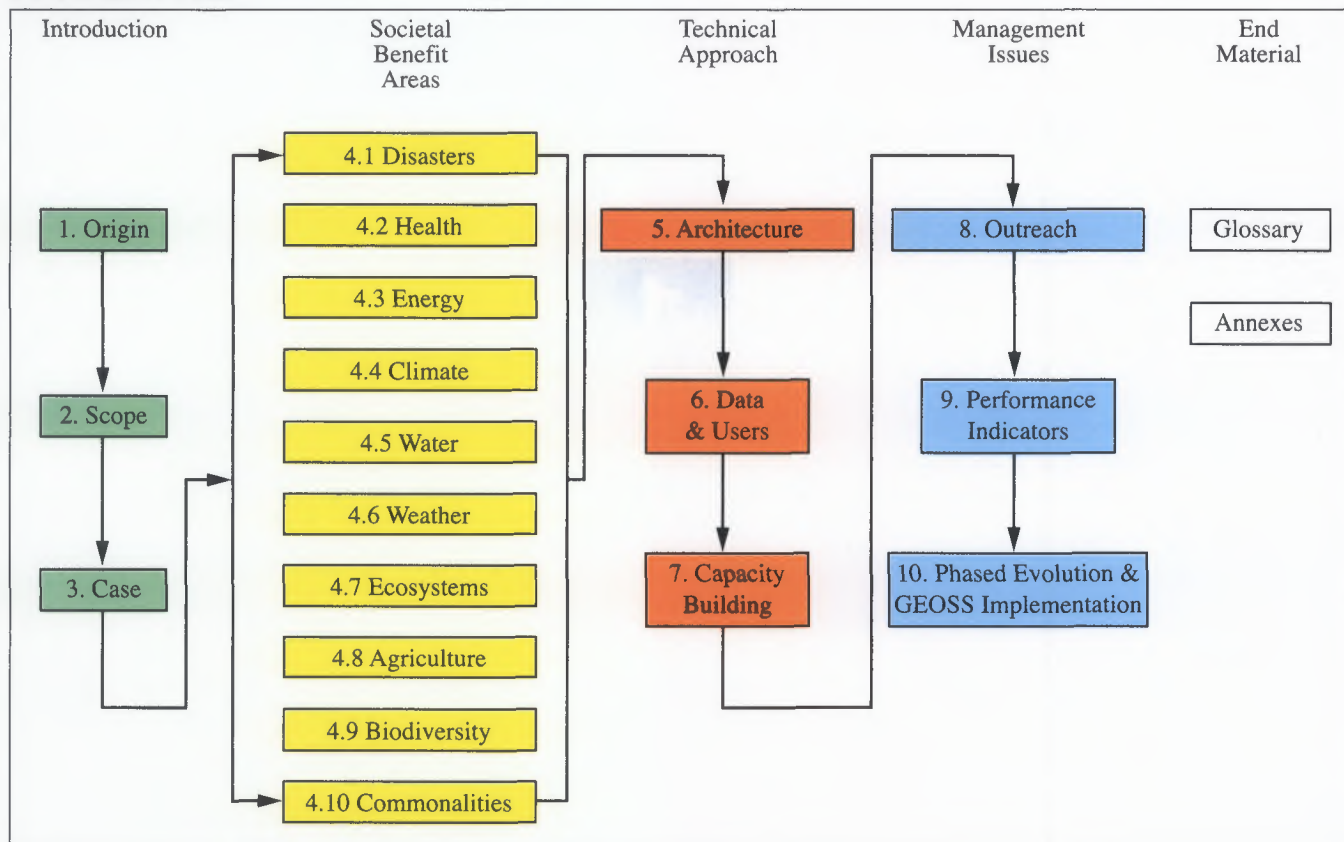 Introduction
Societal
Benefit
Areas
Technical
Approach
Management
Issues
End
Material
1. Origin
2. Scope
3. Case
4.1 Disasters
4.2 Health
4.3 Energy
4.4 Climate
4.5 Water
4.6 Weather
4.7 Ecosystems
4.8 Agriculture
4.9 Biodiversity
4.10 Commonalities
5. Architecture
6. Data
& Users
7. Capacity
Building
8. Outreach
9. Performance
Indicators
10. Phased Evolution &
GEOSS Implementation
Glossary
Annexes